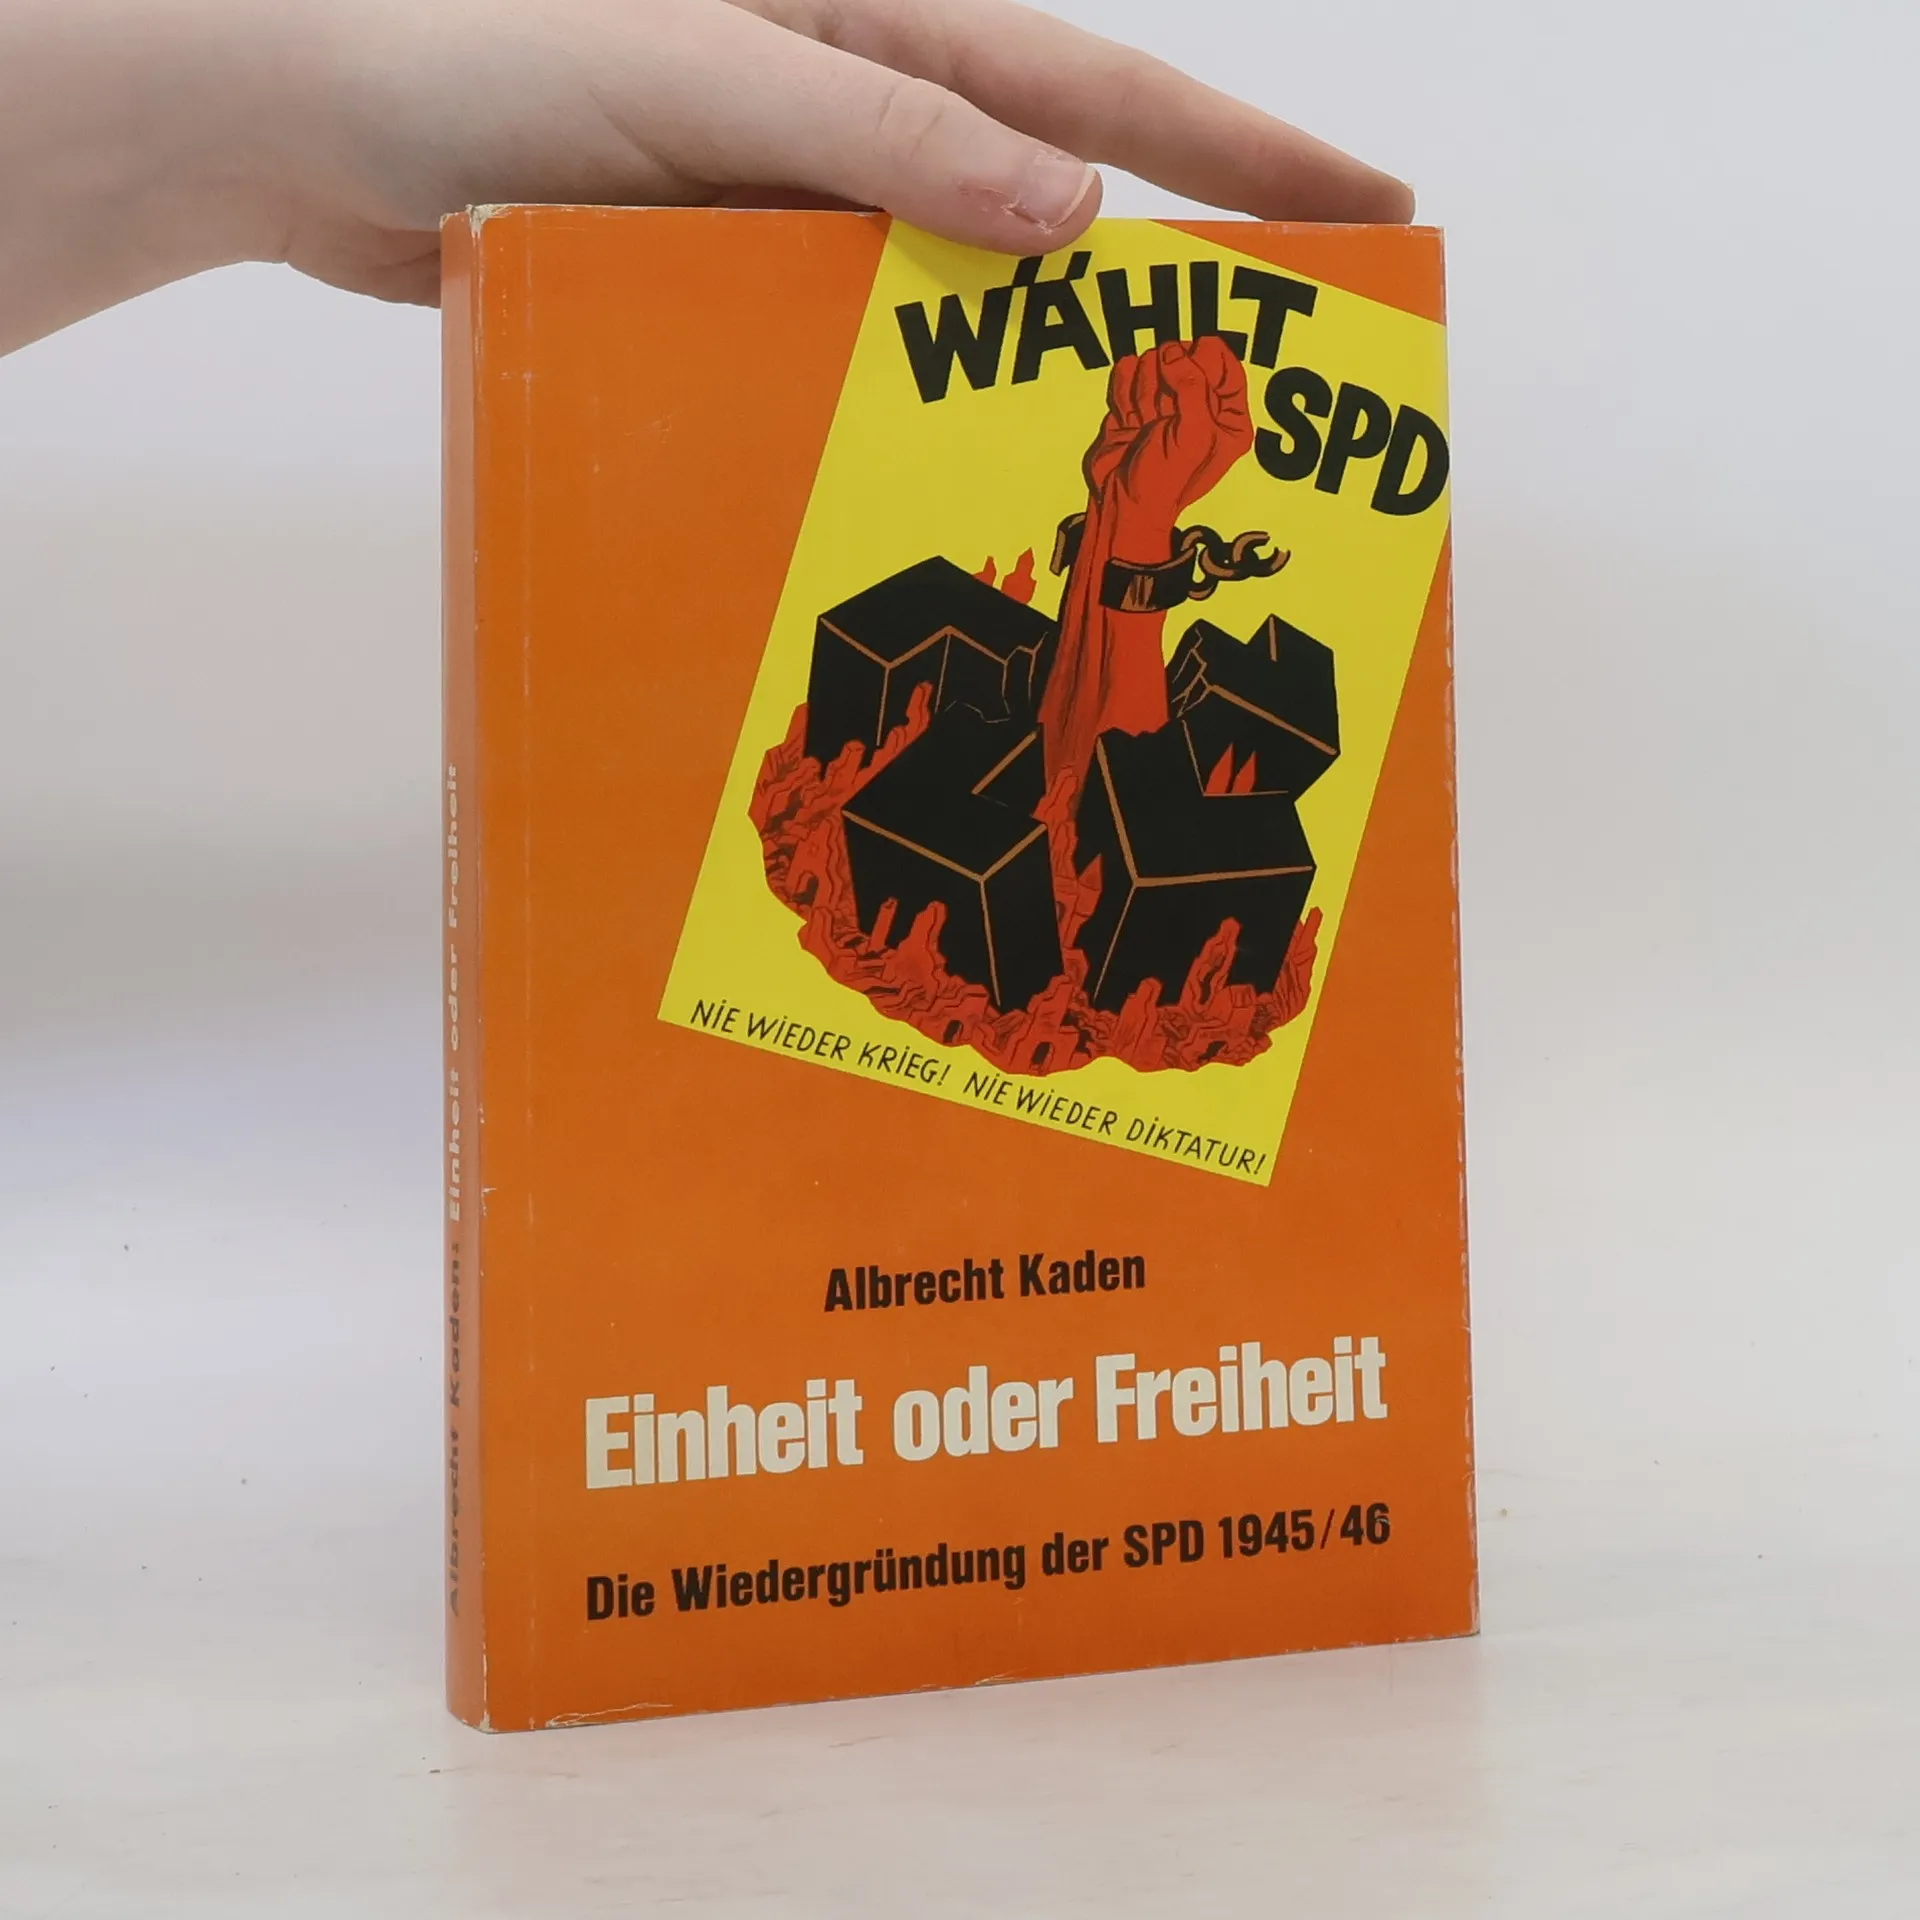 WÄHLT
SPD
NIE WIEDER KRIEG! NIE WIEDER DIKTATUR!
Albrecht Kaden
Einheit oder Freiheit
Die Wiedergründung der SPD 1945/46
Albrecht Kaden: Einheit oder Freiheit